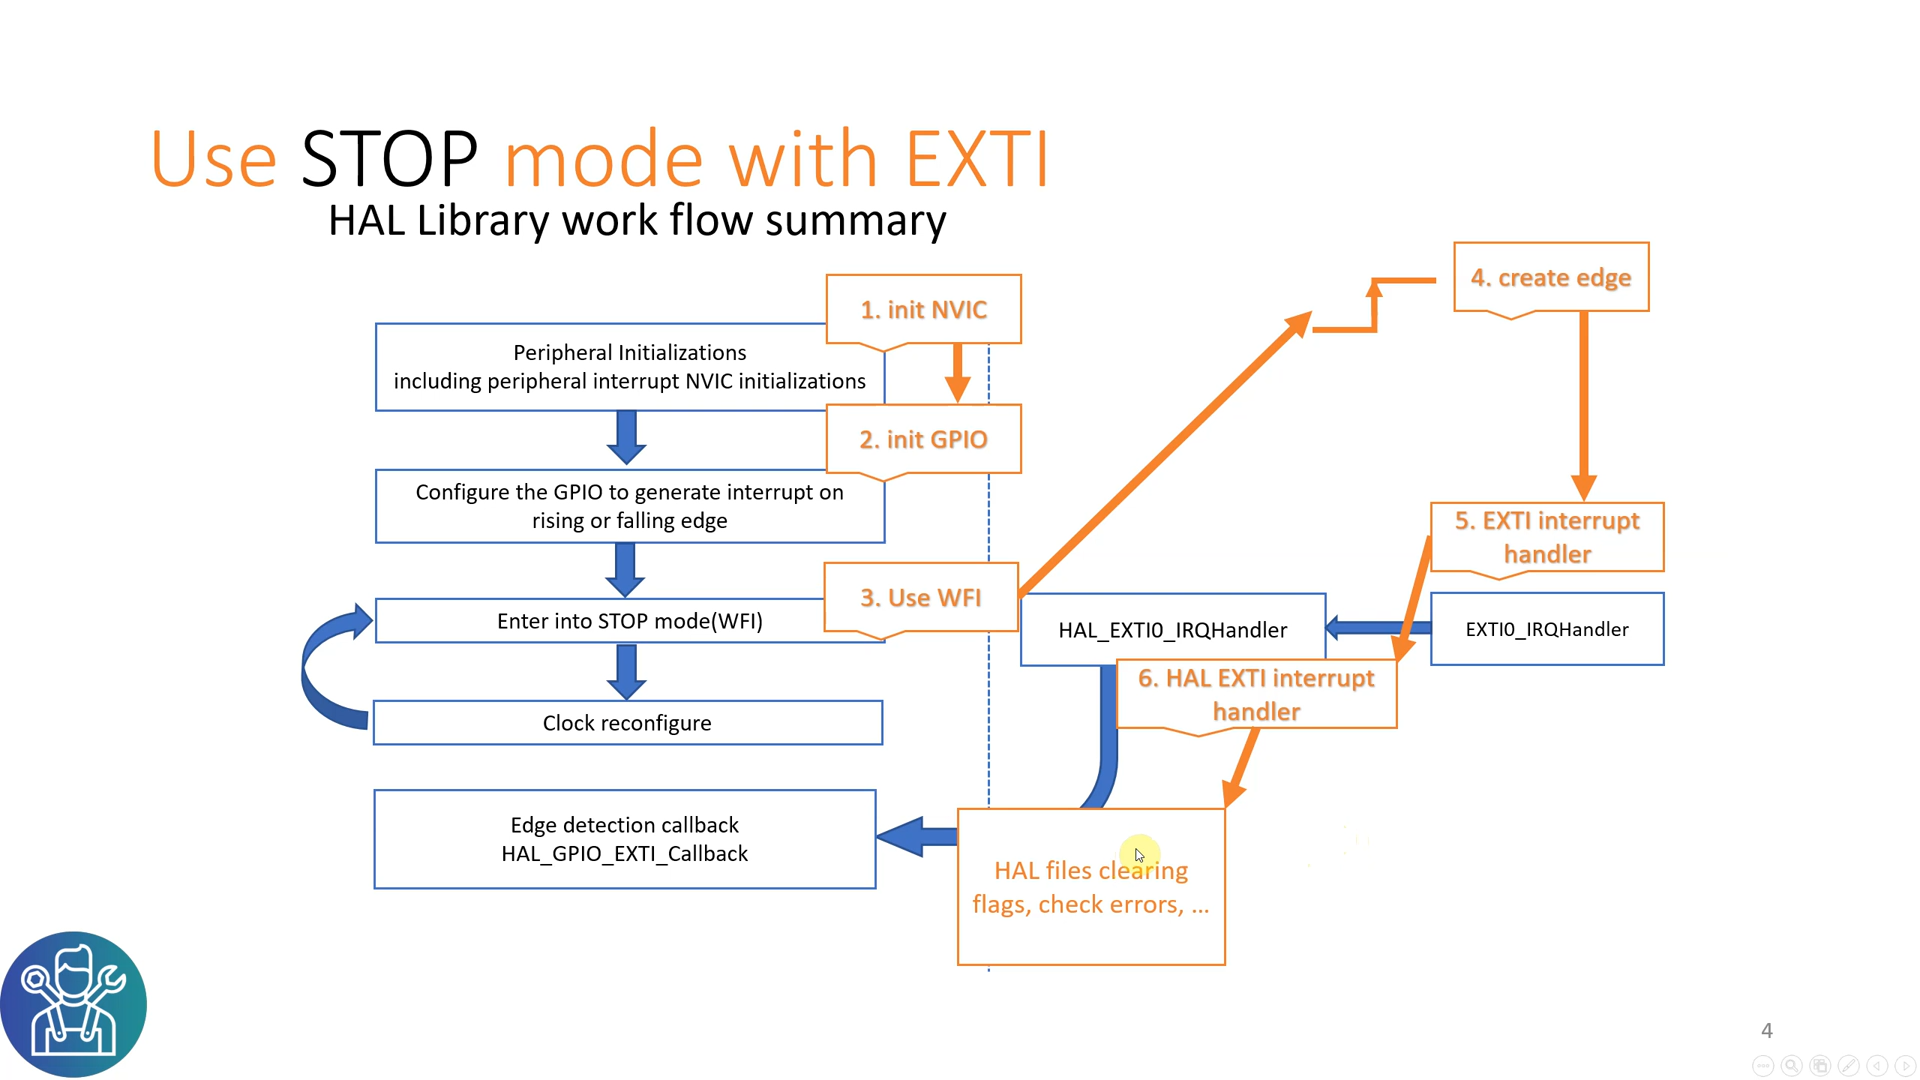 Use STOP mode with EXTI
HAL Library work flow summary
1. init NVIC
4. create edge
Peripheral Initializations
including peripheral interrupt NVIC initializations
2. init GPIO
Configure the GPIO to generate interrupt on
rising or falling edge
5. EXTI interrupt
handler
3. Use WFI
Enter into STOP mode(WFI)
HAL_EXTI0_IRQHandler
EXTI0_IRQHandler
6. HAL EXTI interrupt
handler
Clock reconfigure
Edge detection callback
HAL_GPIO_EXTI_Callback
HAL files clearing
flags, check errors, ...
4